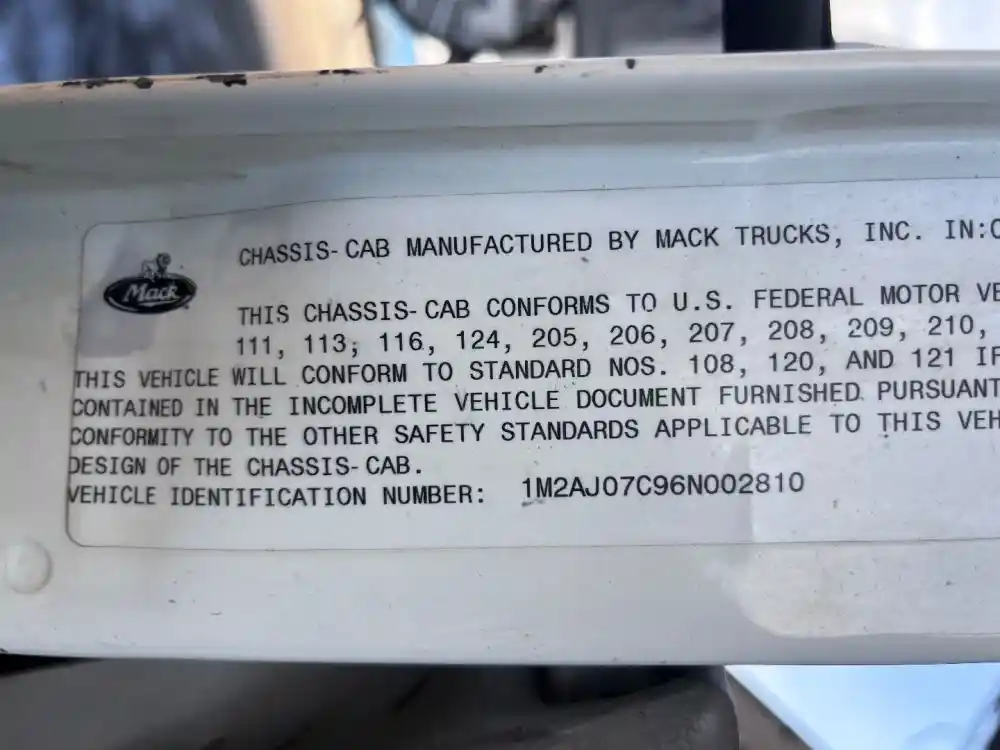 CHASSIS-CAB MANUFACTURED BY MACK TRUCKS, INC. IN:
Mack
THIS CHASSIS-CAB CONFORMS TO U.S. FEDERAL MOTOR VE
111, 113, 116, 124, 205, 206, 207, 208, 209, 210,
THIS VEHICLE WILL CONFORM TO STANDARD NOS. 108, 120, AND 121 IF
CONTAINED IN THE INCOMPLETE VEHICLE DOCUMENT FURNISHED PURSUANT
CONFORMITY TO THE OTHER SAFETY STANDARDS APPLICABLE TO THIS VEH
DESIGN OF THE CHASSIS-CAB.
VEHICLE IDENTIFICATION NUMBER: 1M2AJ07C96N002810